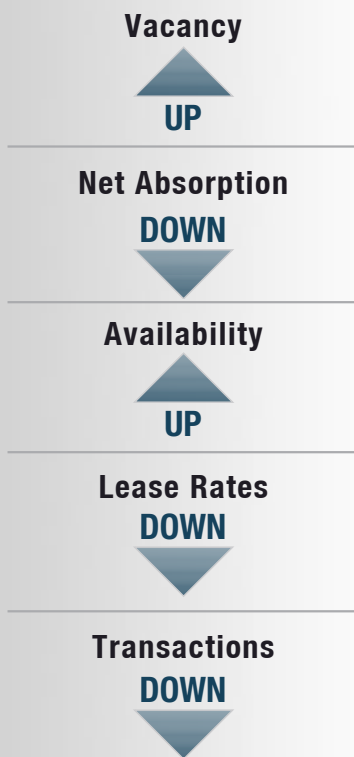 Vacancy
UP
Net Absorption
DOWN
Availability
UP
Lease Rates
DOWN
Transactions
DOWN